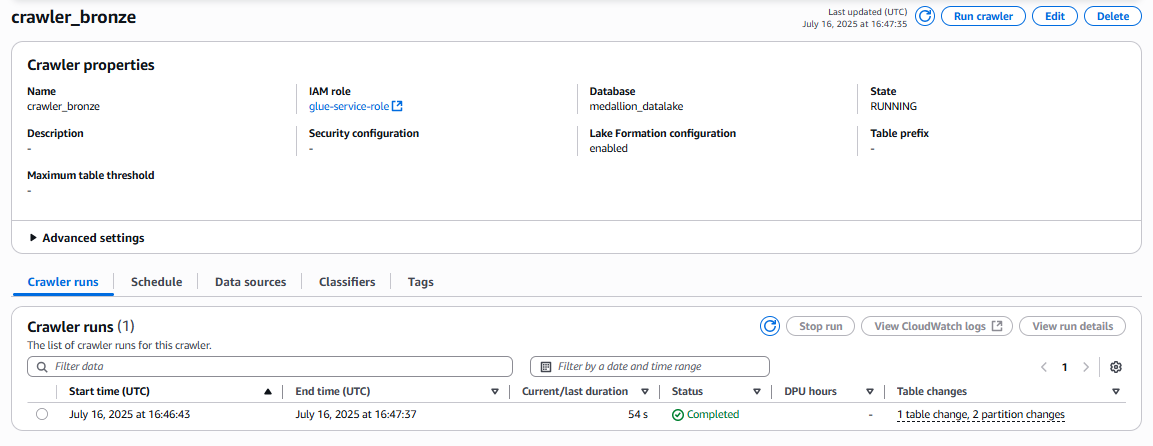 crawler_bronze
Last updated (UTC)
July 16, 2025 at 16:47:35
Run crawler
Edit
Delete
Crawler properties
Name
crawler_bronze
IAM role
glue-service-role
Database
medallion_datalake
State
RUNNING
Description
-
Security configuration
-
Lake Formation configuration
enabled
Table prefix
-
Maximum table threshold
-
Advanced settings
Crawler runs
Schedule
Data sources
Classifiers
Tags
Crawler runs (1)
The list of crawler runs for this crawler.
Stop run
View CloudWatch logs
View run details
Filter data
Filter by a date and time range
1
Start time (UTC)
End time (UTC)
Current/last duration
Status
DPU hours
Table changes
July 16, 2025 at 16:46:43
July 16, 2025 at 16:47:37
54 s
Completed
-
1 table change, 2 partition changes